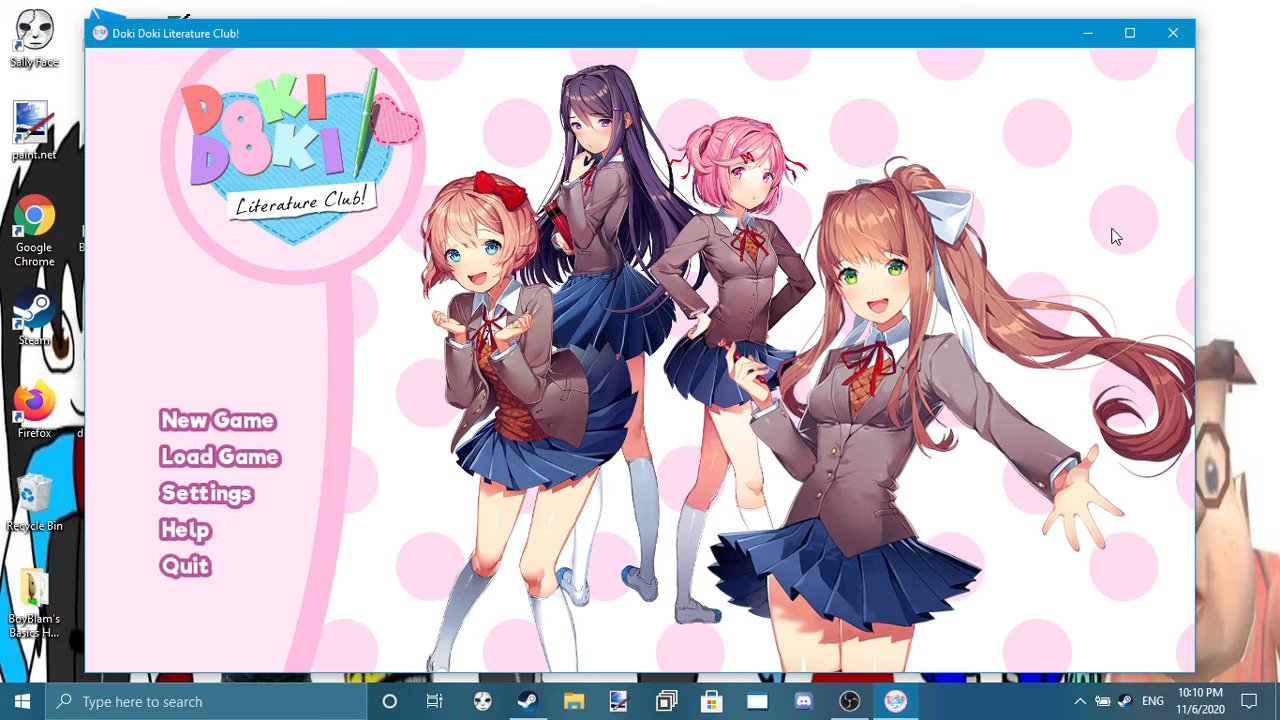 Doki Doki Literature Club!
DOKI
DOKI
Literature Club!
New Game
Load Game
Settings
Help
Quit
Sally Face
paint.net
Google
Chrome
Steam
Firefox
Recycle Bin
BoyBlam's
Basics H...
Type here to search
ENG
10:10 PM
11/6/2020